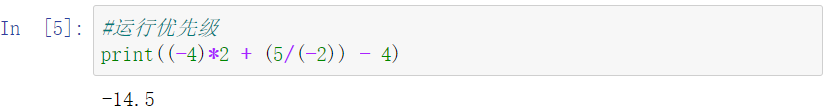 In [5]: #运行优先级
print((-4)*2 + (5/(-2)) - 4)
-14.5